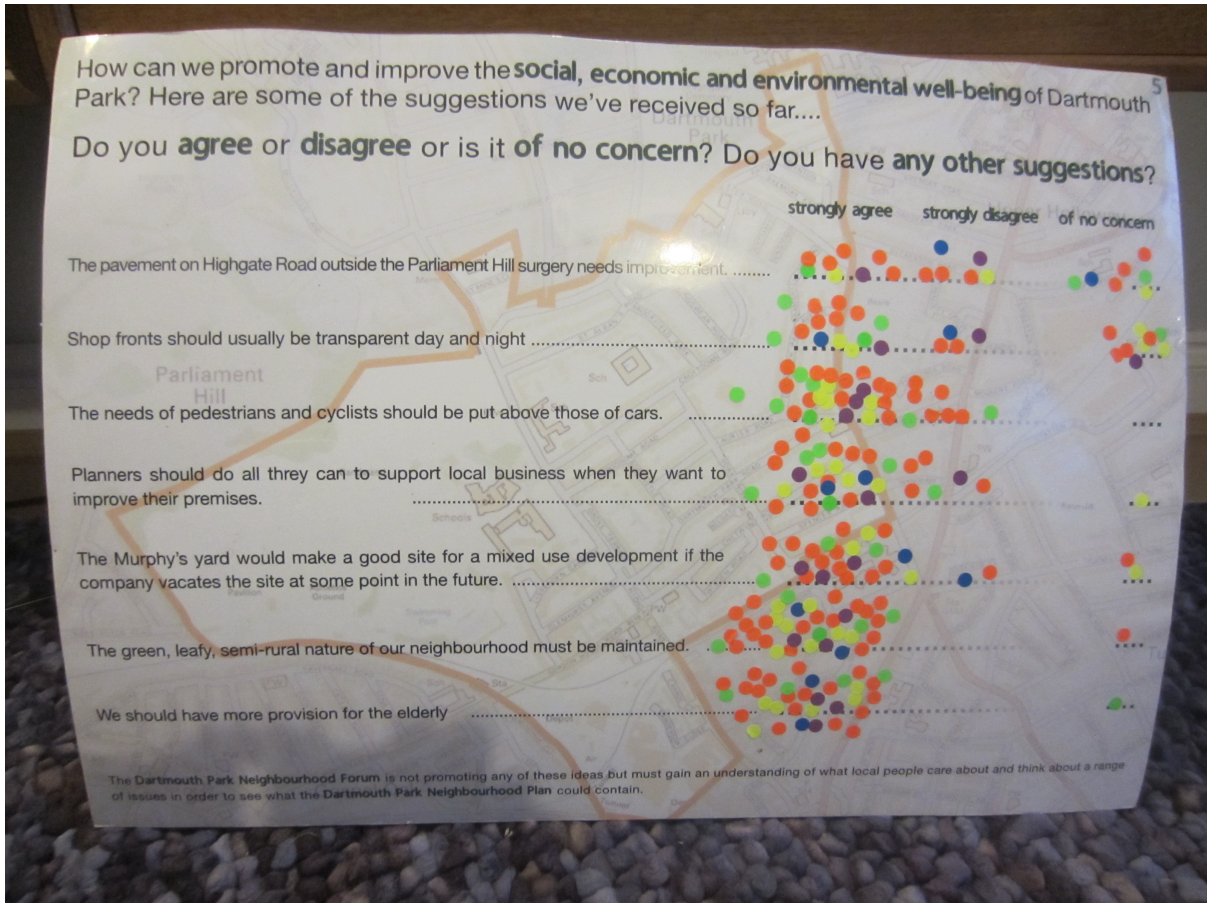 How can we promote and improve the social, economic and environmental well-being of Dartmouth 5
Park? Here are some of the suggestions we've received so far....
Do you agree or disagree or is it of no concern? Do you have any other suggestions?
strongly agree strongly disagree of no concern
The pavement on Highgate Road outside the Parliament Hill surgery needs improvement. ........
Shop fronts should usually be transparent day and night
The needs of pedestrians and cyclists should be put above those of cars.
Planners should do all threy can to support local business when they want to
improve their premises.
The Murphy's yard would make a good site for a mixed use development if the
company vacates the site at some point in the future.
The green, leafy, semi-rural nature of our neighbourhood must be maintained.
We should have more provision for the elderly
The Dartmouth Park Neighbourhood Forum is not promoting any of these ideas but must gain an understanding of what local people care about and think about a range
of issues in order to see what the Dartmouth Park Neighbourhood Plan could contain.
Dartmouth
Park
Parliament
Hill
Sch
Schools